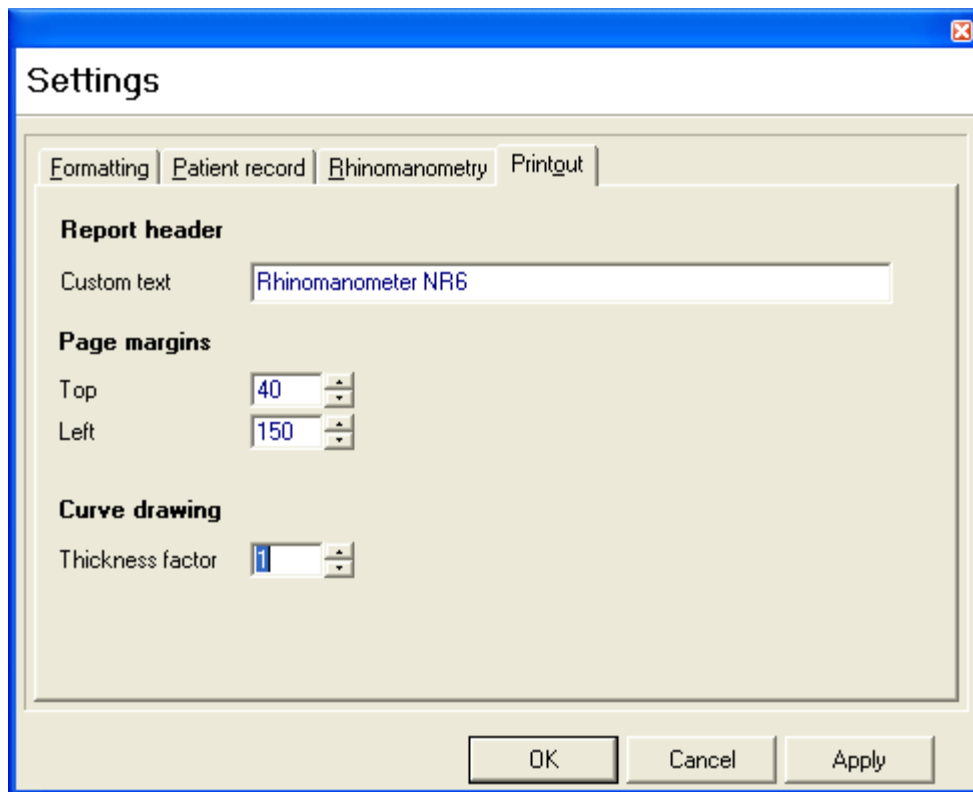 Settings
Formatting Patient record Rhinomanometry Printout
Report header
Custom text Rhinomanometer NR6
Page margins
Top 40
Left 150
Curve drawing
Thickness factor 1
OK Cancel Apply